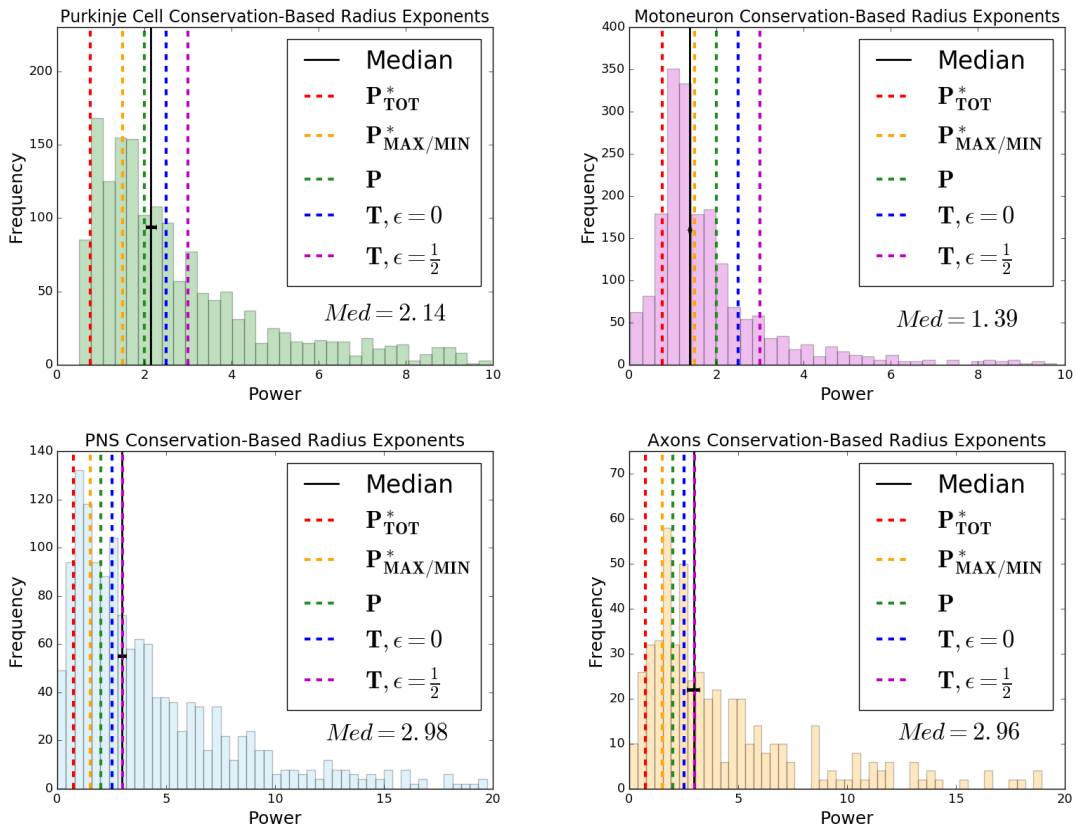 Purkinje Cell Conservation-Based Radius Exponents
Frequency
200
150
100
50
0
Median
P*TOT
P*MAX/MIN
P
T, ϵ = 0
T, ϵ = 1/2
Med = 2.14
0 2 4 6 8 10
Power
Motoneuron Conservation-Based Radius Exponents
Frequency
400
350
300
250
200
150
100
50
0
Median
P*TOT
P*MAX/MIN
P
T, ϵ = 0
T, ϵ = 1/2
Med = 1.39
0 2 4 6 8 10
Power
PNS Conservation-Based Radius Exponents
Frequency
140
120
100
80
60
40
20
0
Median
P*TOT
P*MAX/MIN
P
T, ϵ = 0
T, ϵ = 1/2
Med = 2.98
0 5 10 15 20
Power
Axons Conservation-Based Radius Exponents
Frequency
70
60
50
40
30
20
10
0
Median
P*TOT
P*MAX/MIN
P
T, ϵ = 0
T, ϵ = 1/2
Med = 2.96
0 5 10 15 20
Power